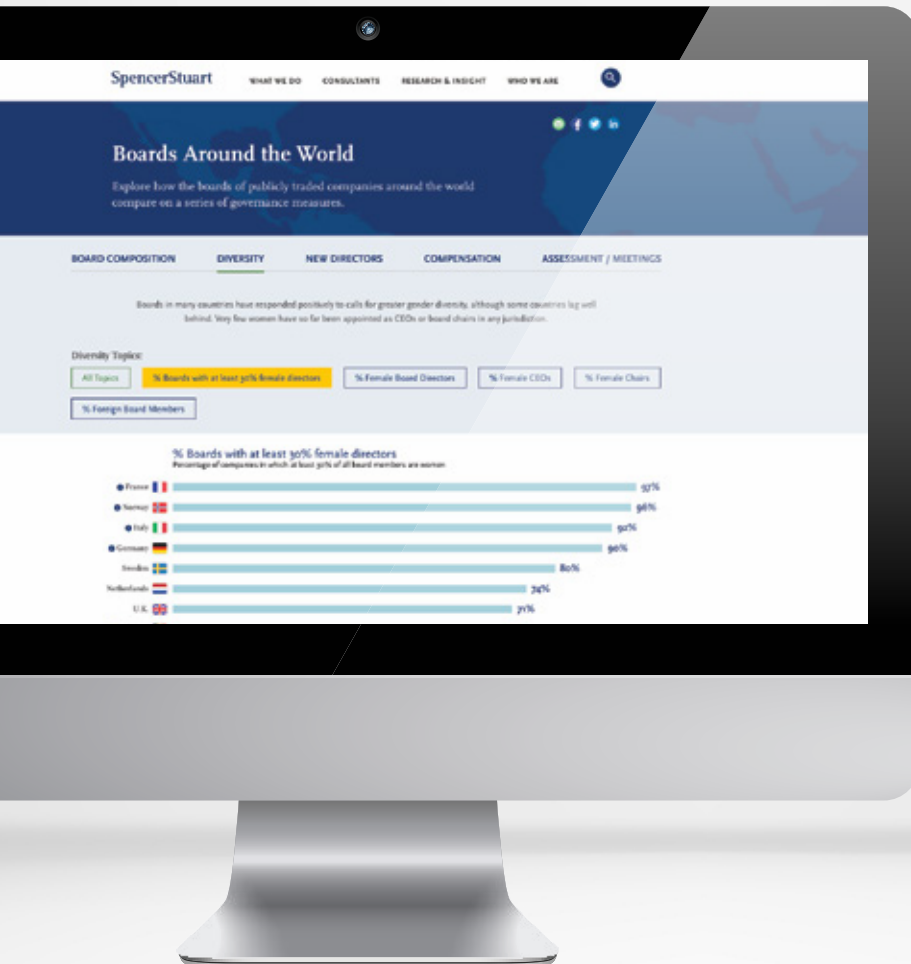 SpencerStuart
WHAT WE DO CONSULTANTS RESEARCH & INSIGHT WHO WE ARE
Boards Around the World
Explore how the boards of publicly traded companies around the world
compare on a series of governance measures.
BOARD COMPOSITION DIVERSITY NEW DIRECTORS COMPENSATION ASSESSMENT / MEETINGS
Boards in many countries have responded positively to calls for greater gender diversity, although some countries lag well
behind. Very few women have so far been appointed as CEOs or board chairs in any jurisdiction.
Diversity Topics:
All Topics % Boards with at least 30% female directors % Female Board Directors % Female CEOs % Female Chairs
% Foreign Board Members
% Boards with at least 30% female directors
Percentage of companies in which at least 30% of all board members are women
France 97%
Norway 96%
Italy 92%
Germany 90%
Sweden 80%
Netherlands 74%
U.K. 71%